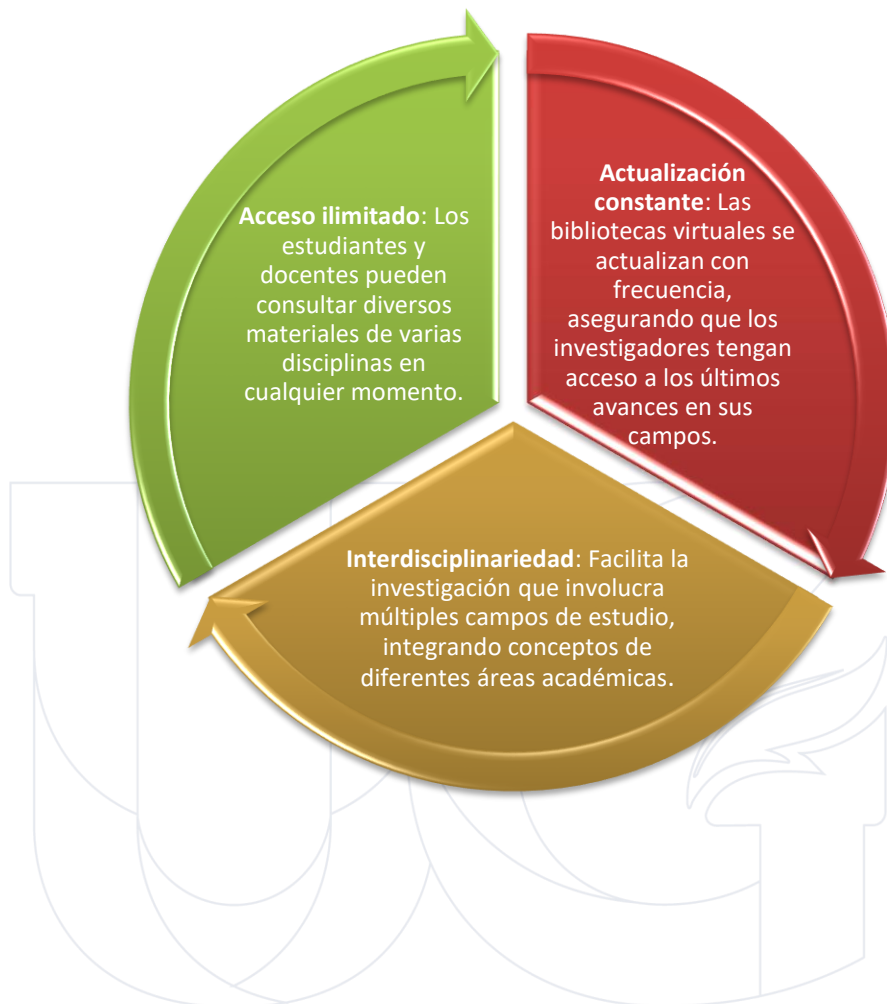 Acceso ilimitado: Los
estudiantes y
docentes pueden
consultar diversos
materiales de varias
disciplinas en
cualquier momento.
Actualización
constante: Las
bibliotecas virtuales se
actualizan con
frecuencia,
asegurando que los
investigadores tengan
acceso a los últimos
avances en sus
campos.
Interdisciplinariedad: Facilita la
investigación que involucra
múltiples campos de estudio,
integrando conceptos de
diferentes áreas académicas.
UG